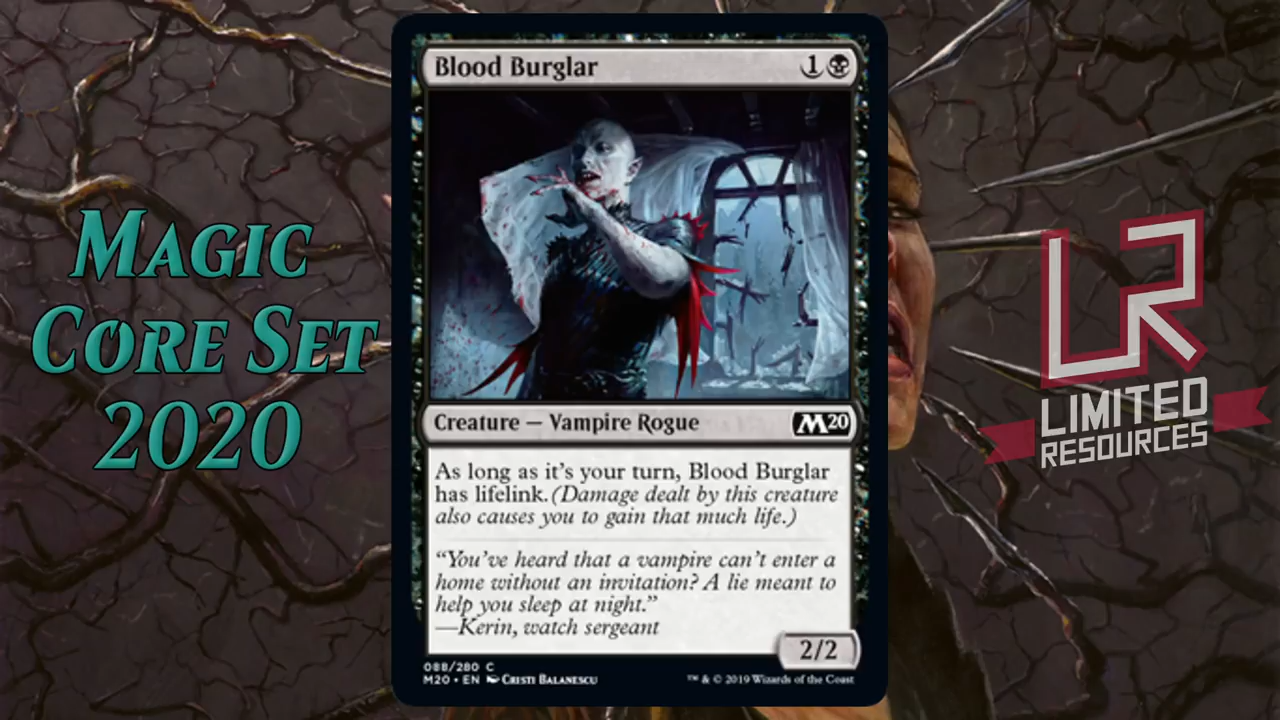 Magic
Core Set
2020
Blood Burglar
1
Creature — Vampire Rogue
M20
As long as it's your turn, Blood Burglar
has lifelink. (Damage dealt by this creature
also causes you to gain that much life.)
"You've heard that a vampire can't enter a
home without an invitation? A lie meant to
help you sleep at night."
—Kerin, watch sergeant
2/2
088/280 C
M20 • EN Cristi Balanescu
™ & © 2019 Wizards of the Coast
LR
LIMITED
RESOURCES